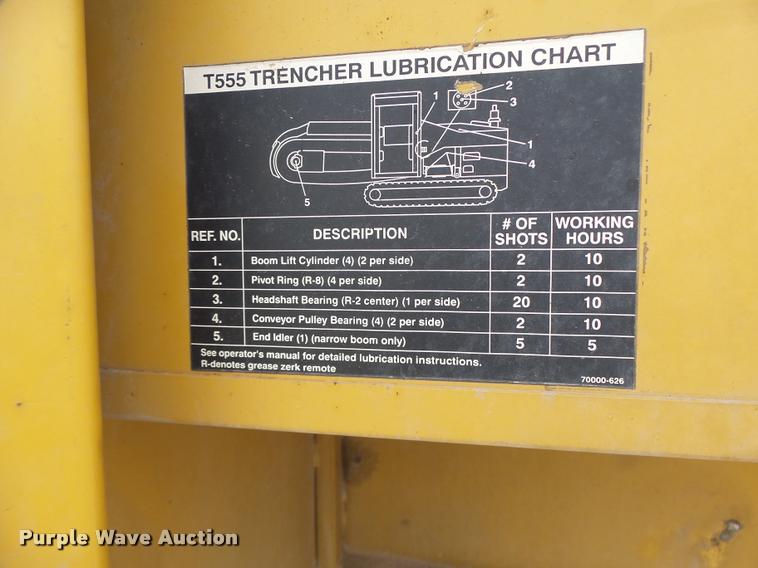 T555 TRENCHER LUBRICATION CHART
1
2
3
1
4
5
REF. NO. DESCRIPTION # OF SHOTS WORKING HOURS
1. Boom Lift Cylinder (4) (2 per side) 2 10
2. Pivot Ring (R-8) (4 per side) 2 10
3. Headshaft Bearing (R-2 center) (1 per side) 20 10
4. Conveyor Pulley Bearing (4) (2 per side) 2 10
5. End Idler (1) (narrow boom only) 5 5
See operator's manual for detailed lubrication instructions.
R-denotes grease zerk remote
70000-626
Purple Wave Auction